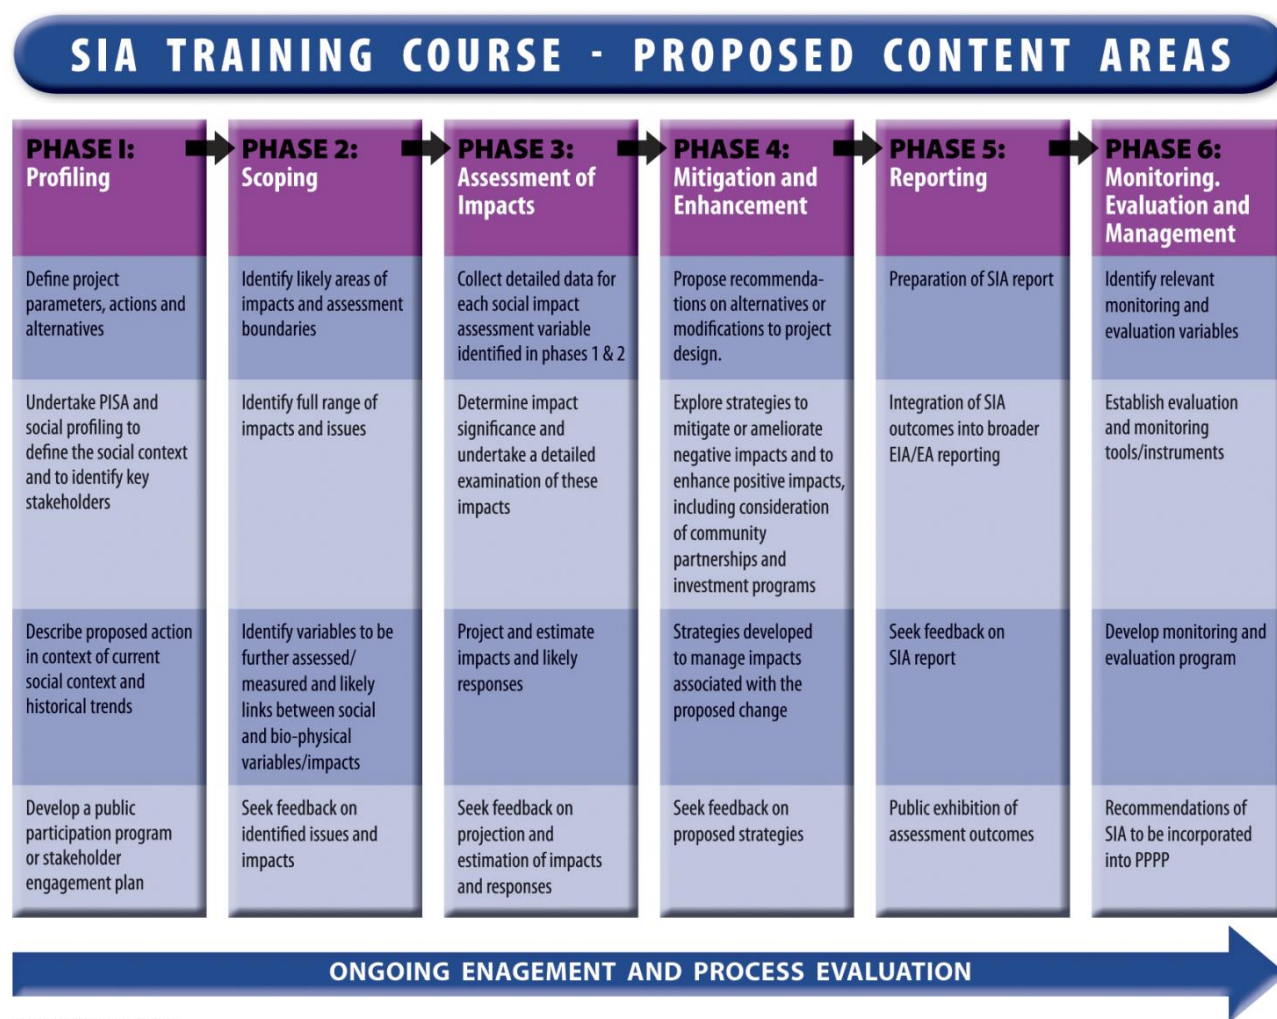 SIA TRAINING COURSE - PROPOSED CONTENT AREAS
PHASE I:
Profiling
Define project
parameters, actions and
alternatives
Undertake PISA and
social profiling to
define the social context
and to identify key
stakeholders
Describe proposed action
in context of current
social context and
historical trends
Develop a public
participation program
or stakeholder
engagement plan
PHASE 2:
Scoping
Identify likely areas of
impacts and assessment
boundaries
Identify full range of
impacts and issues
Identify variables to be
further assessed/
measured and likely
links between social
and bio-physical
variables/impacts
Seek feedback on
identified issues and
impacts
PHASE 3:
Assessment of
Impacts
Collect detailed data for
each social impact
assessment variable
identified in phases 1 & 2
Determine impact
significance and
undertake a detailed
examination of these
impacts
Project and estimate
impacts and likely
responses
Seek feedback on
projection and
estimation of impacts
and responses
PHASE 4:
Mitigation and
Enhancement
Propose recommenda-
tions on alternatives or
modifications to project
design.
Explore strategies to
mitigate or ameliorate
negative impacts and to
enhance positive impacts,
including consideration
of community
partnerships and
investment programs
Strategies developed
to manage impacts
associated with the
proposed change
Seek feedback on
proposed strategies
PHASE 5:
Reporting
Preparation of SIA report
Integration of SIA
outcomes into broader
EIA/EA reporting
Seek feedback on
SIA report
Public exhibition of
assessment outcomes
PHASE 6:
Monitoring.
Evaluation and
Management
Identify relevant
monitoring and
evaluation variables
Establish evaluation
and monitoring
tools/instruments
Develop monitoring and
evaluation program
Recommendations of
SIA to be incorporated
into PPPP
ONGOING ENAGEMENT AND PROCESS EVALUATION